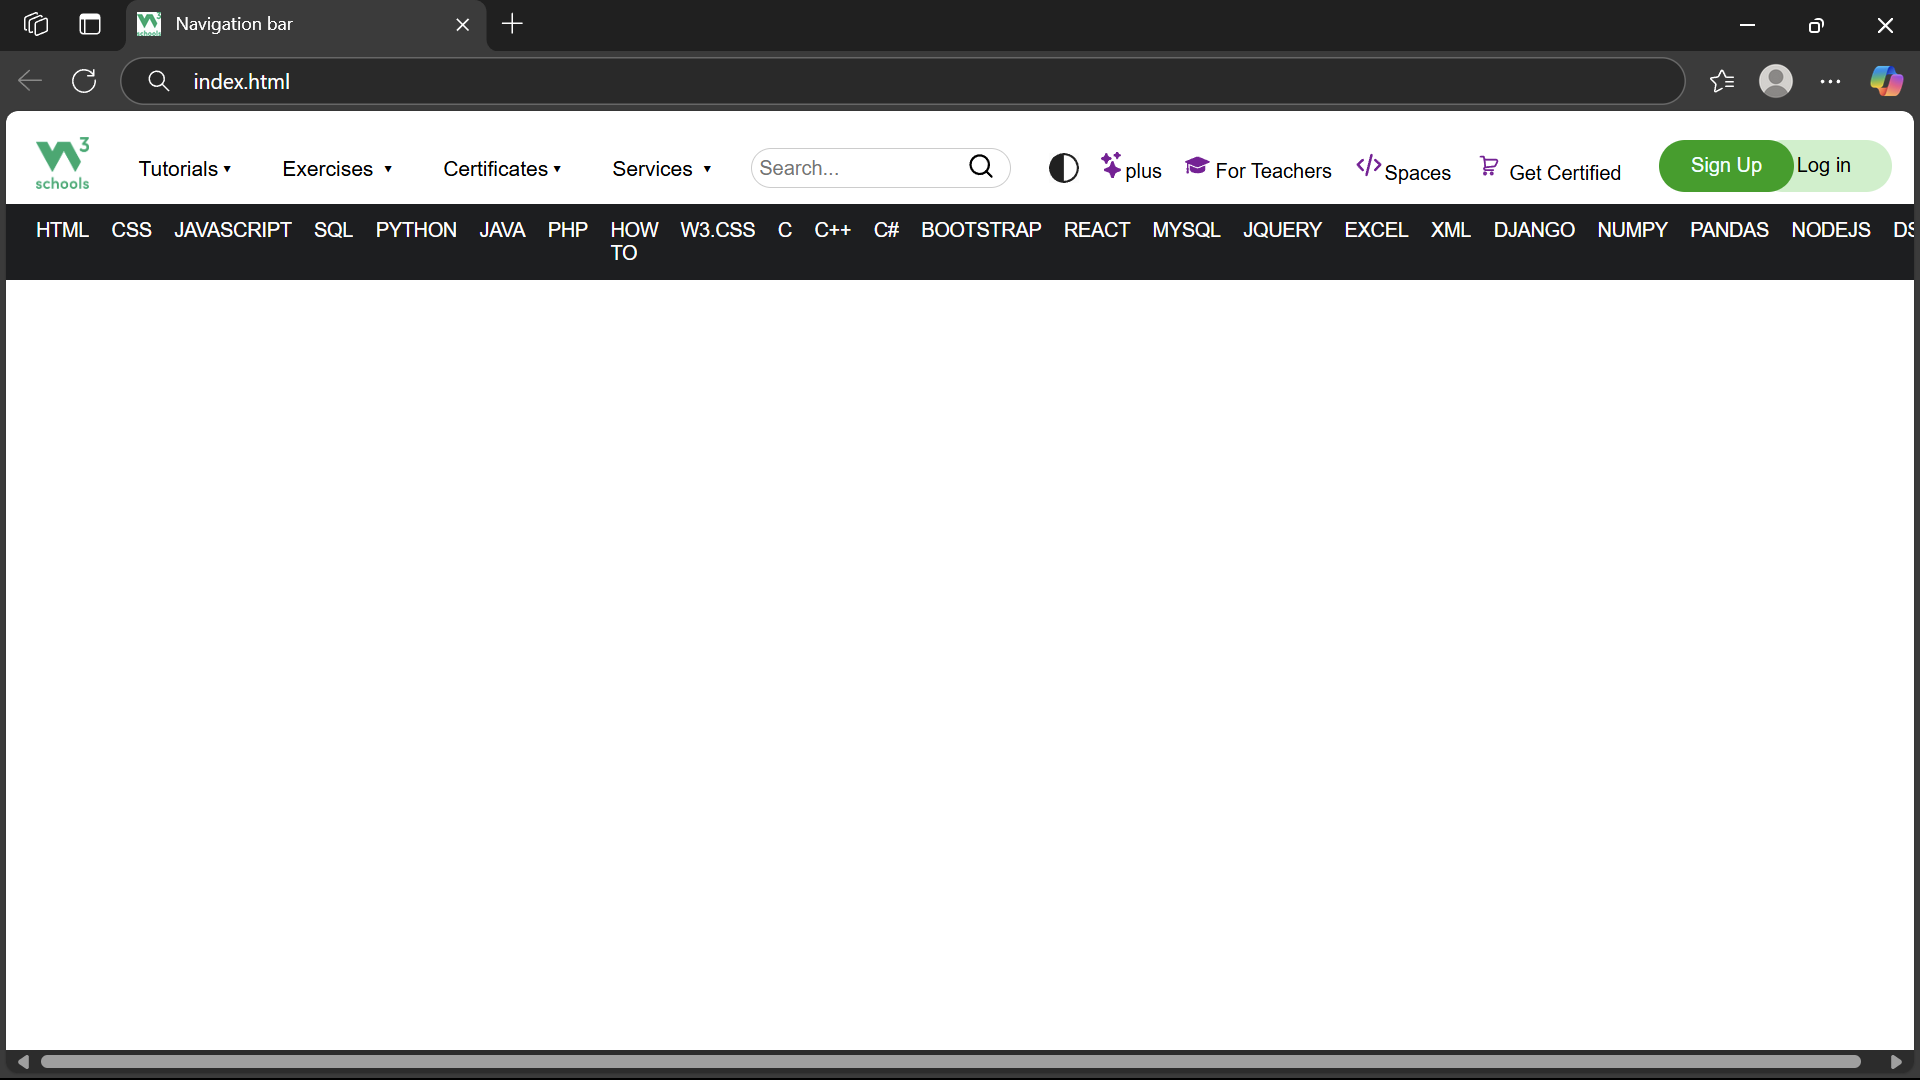 Navigation bar
index.html
3
schools
Tutorials▾ Exercises ▾ Certificates▾ Services ▾ Search... plus For Teachers </> Spaces Get Certified Sign Up Log in
HTML CSS JAVASCRIPT SQL PYTHON JAVA PHP HOW TO W3.CSS C C++ C# BOOTSTRAP REACT MYSQL JQUERY EXCEL XML DJANGO NUMPY PANDAS NODEJS DS